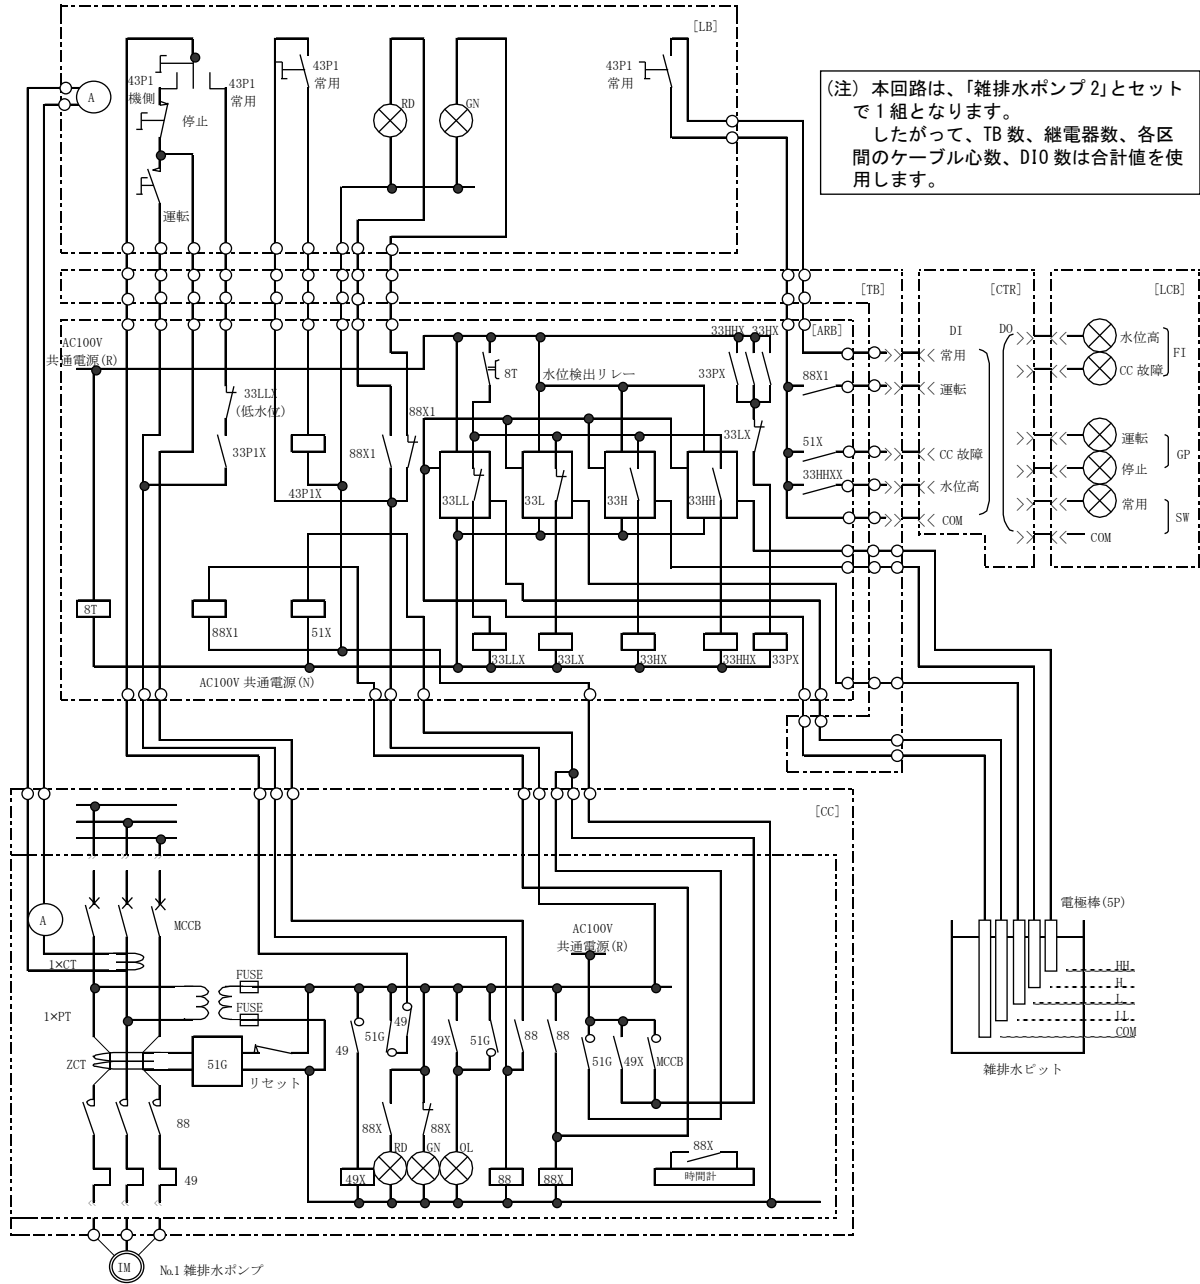 [LB]
43P1
機側
43P1
常用
停止
運転
43P1
常用
RD
GN
43P1
常用
A
(注) 本回路は、「雑排水ポンプ2」とセット
で1組となります。
したがって、TB数、継電器数、各区
間のケーブル心数、DIO数は合計値を使
用します。
[TB]
[CTR]
[LCB]
[ARB]
AC100V
共通電源(R)
33LLX
(低水位)
33P1X
43P1X
88X1
88X1
8T
水位検出リレー
33HHX
33HX
33PX
33LX
88X1
51X
33HHXX
33LL
33L
33H
33HH
DI
DO
常用
運転
CC 故障
水位高
COM
水位高
CC 故障
FI
運転
停止
GP
常用
SW
COM
8T
88X1
51X
33LLX
33LX
33HX
33HHX
33PX
AC100V 共通電源(N)
[CC]
A
MCCB
1×CT
FUSE
FUSE
1×PT
ZCT
51G
リセット
88
49
AC100V
共通電源(R)
49
51G
49
49X
51G
88
88
51G
49X
MCCB
88X
88X
RD
GN
OL
49X
88
88X
88X
時間計
IM
No.1 雑排水ポンプ
電極棒(5P)
HH
H
L
LL
COM
雑排水ピット